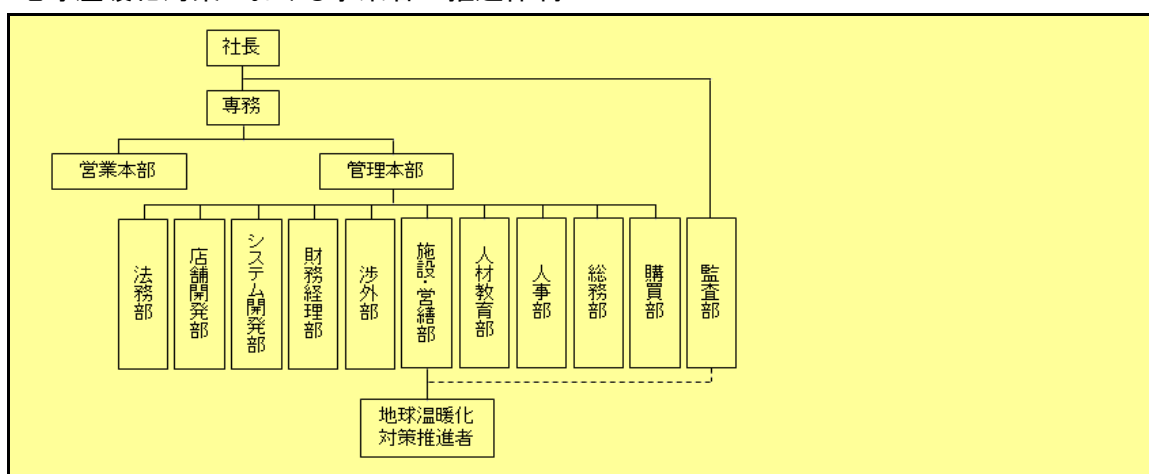 社長
専務
営業本部
管理本部
法務部
店舗開発部
システム開発部
財務経理部
渉外部
施設・営繕部
人材教育部
人事部
総務部
購買部
監査部
地球温暖化
対策推進者